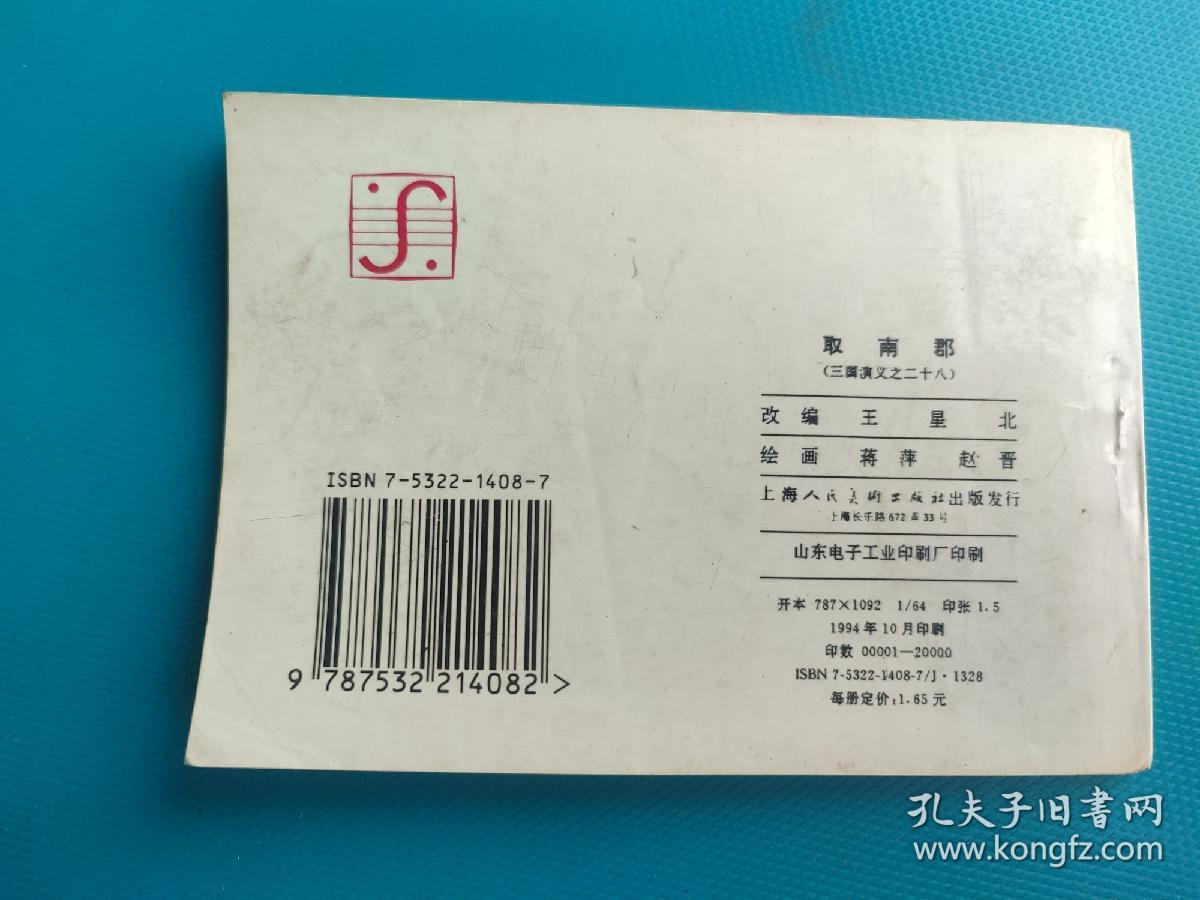 取南郡
(三国演义之二十八)
改编 王星北
绘画 蒋萍 赵晋
上海人民美術出版社出版发行
上海长乐路672弄33号
山东电子工业印刷厂印刷
开本 787×1092 1/64 印张 1.5
1994年10月印刷
印数 00001—20000
ISBN 7-5322-1408-7/J·1328
每册定价:1.65元
ISBN 7-5322-1408-7
9 787532 214082 >
孔夫子旧書网
www.kongfz.com